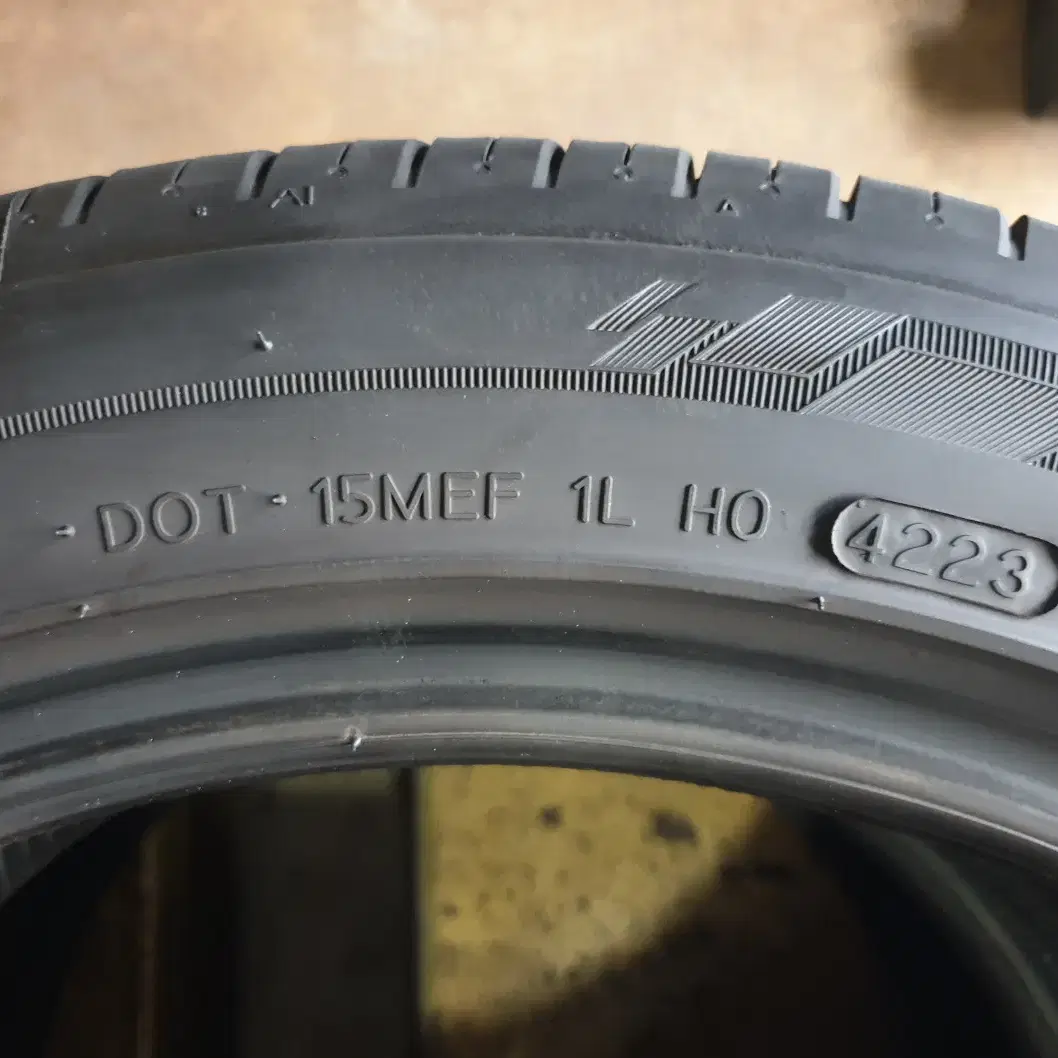 · DOT · 15MEF 1L H0 4223